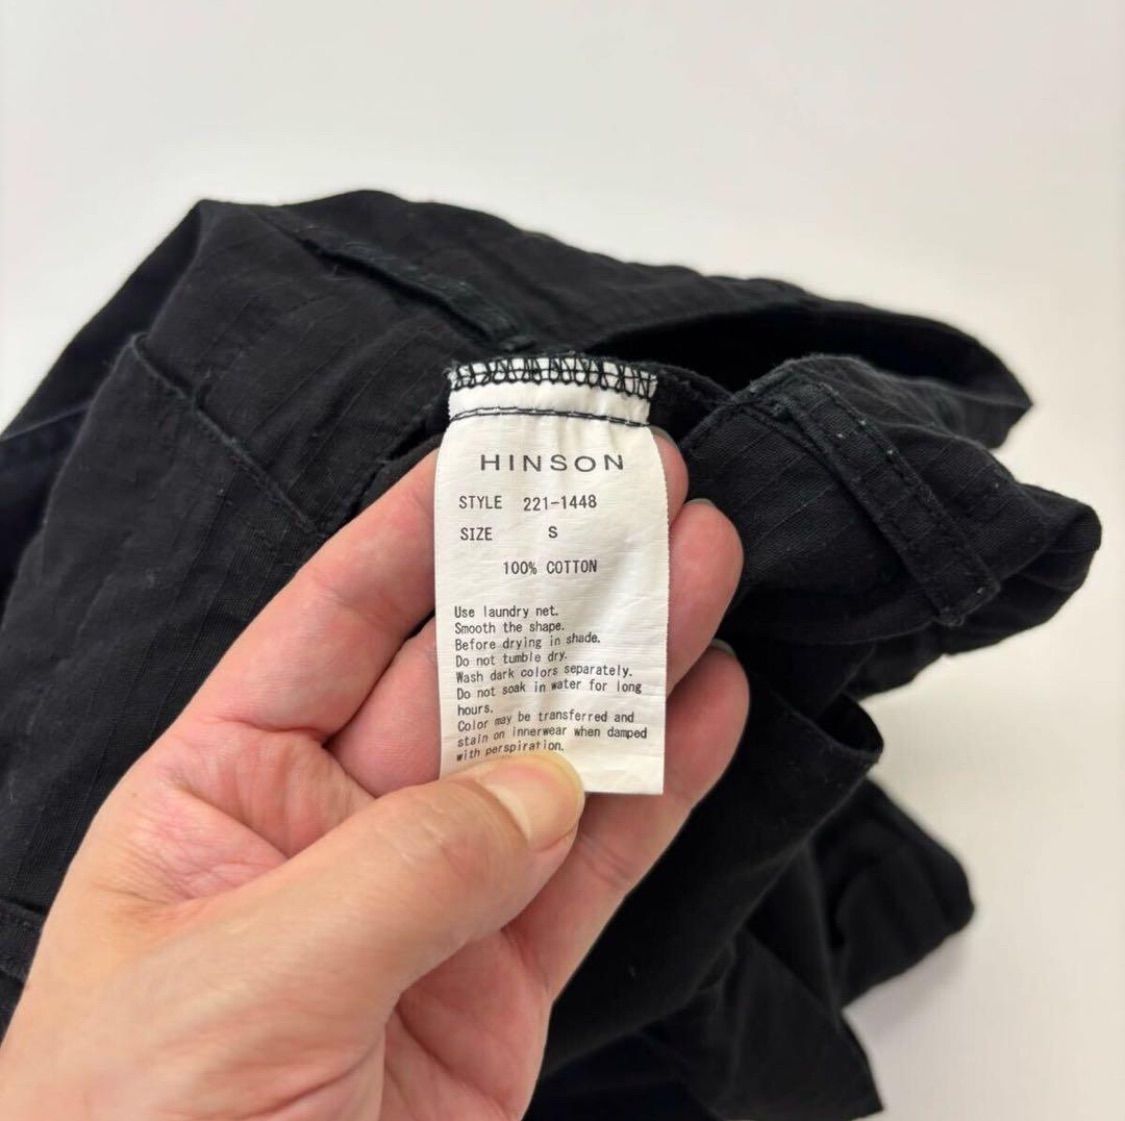 HINSON
STYLE 221-1448
SIZE S
100% COTTON
Use laundry net.
Smooth the shape.
Before drying in shade.
Do not tumble dry.
Wash dark colors separately.
Do not soak in water for long
hours.
Color may be transferred and
stain on innerwear when damped
with perspiration.